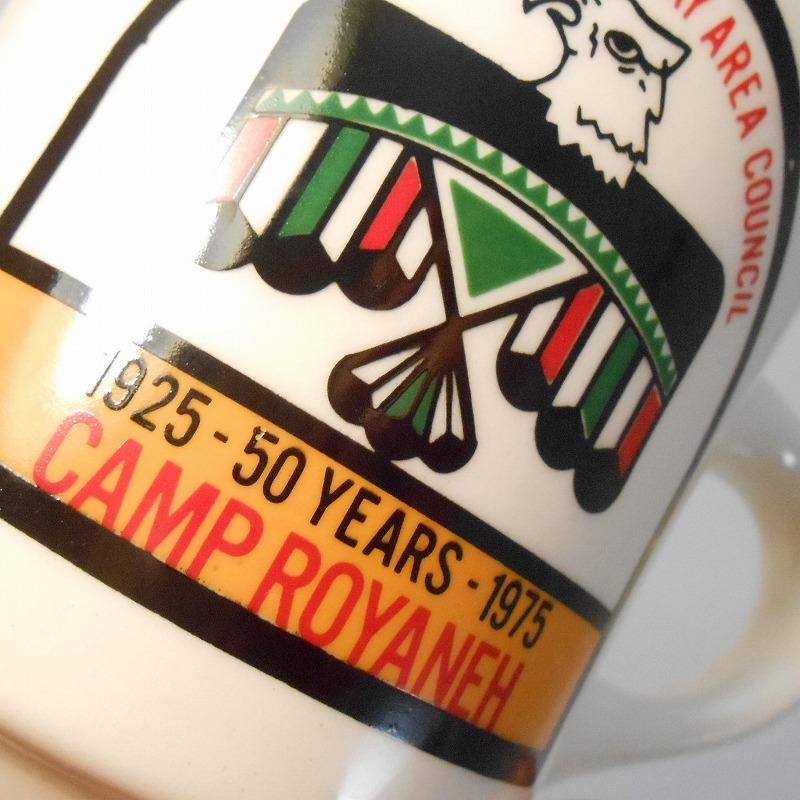 AREA COUNCIL
1925 - 50 YEARS - 1975
CAMP ROYANEH